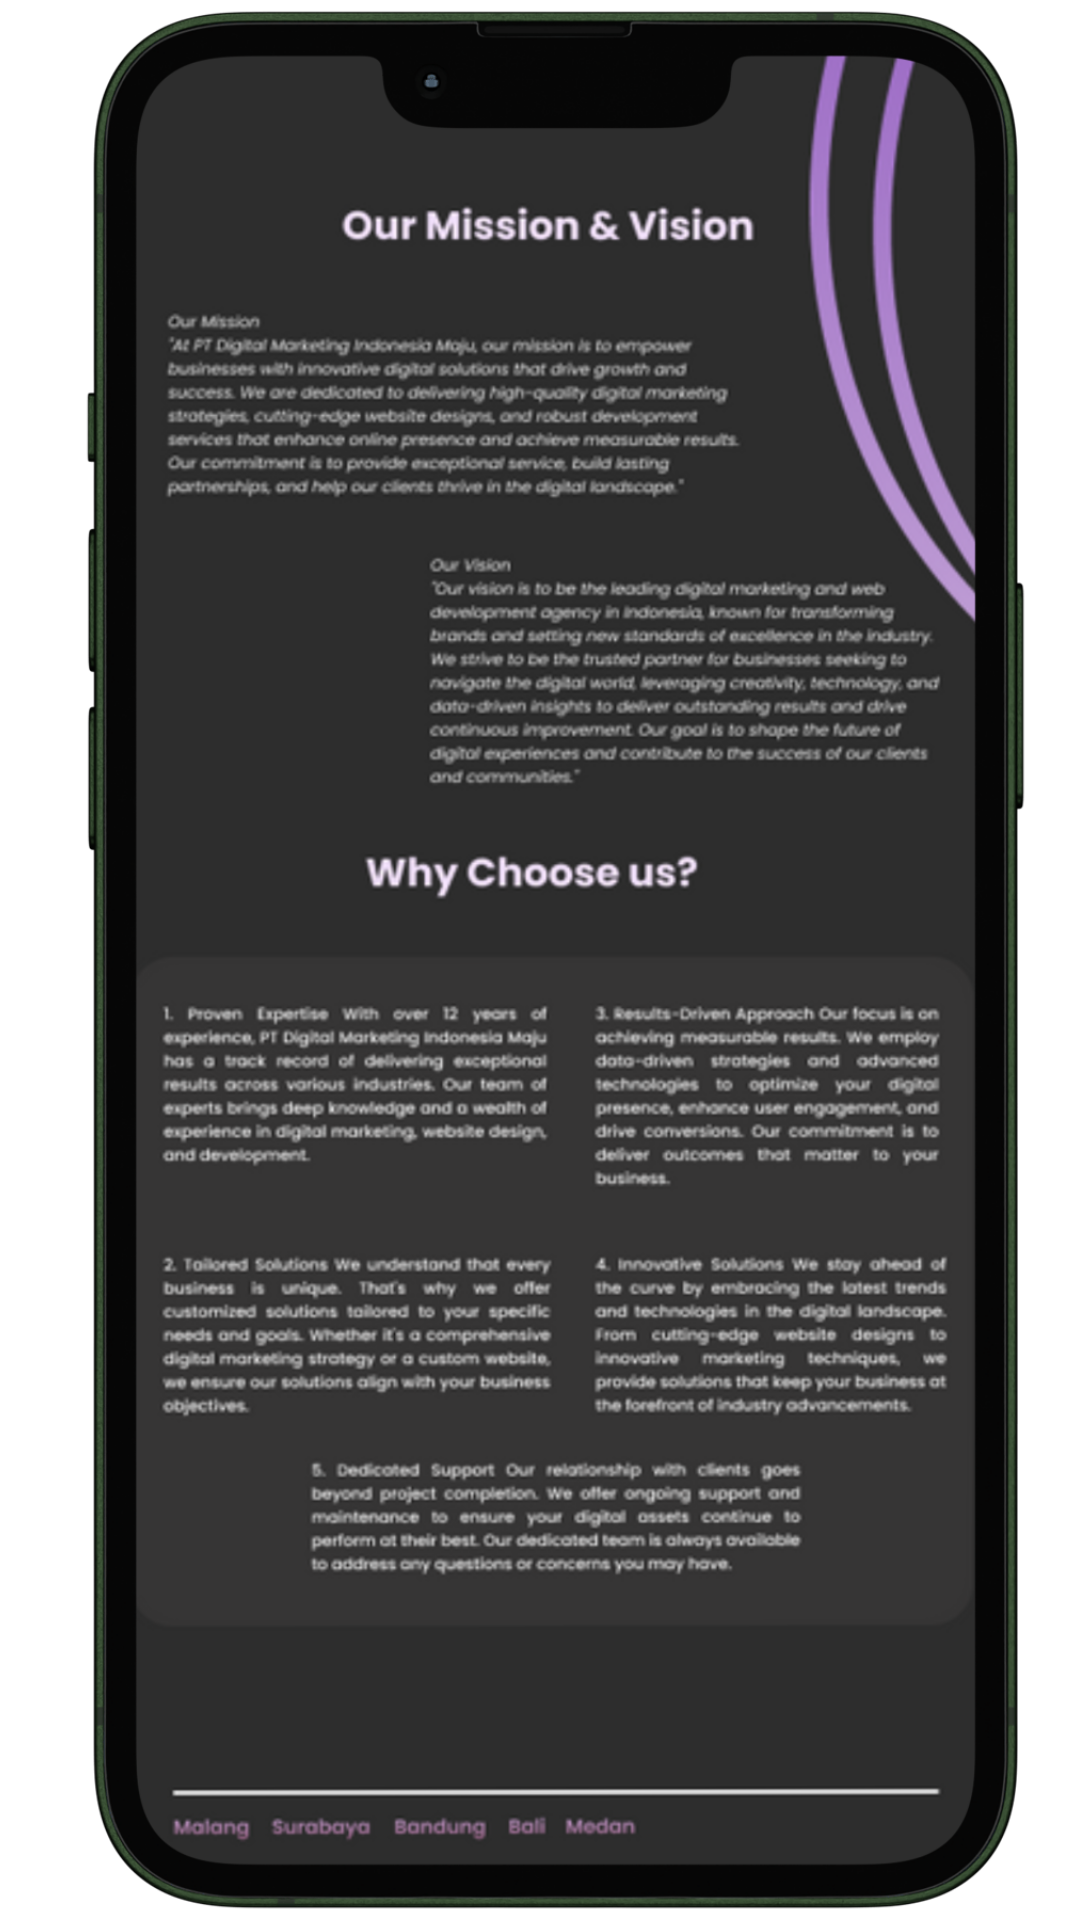 Our Mission & Vision
Our Mission
"At PT Digital Marketing Indonesia Maju, our mission is to empower
businesses with innovative digital solutions that drive growth and
success. We are dedicated to delivering high-quality digital marketing
strategies, cutting-edge website designs, and robust development
services that enhance online presence and achieve measurable results.
Our commitment is to provide exceptional service, build lasting
partnerships, and help our clients thrive in the digital landscape."
Our Vision
"Our vision is to be the leading digital marketing and web
development agency in Indonesia, known for transforming
brands and setting new standards of excellence in the industry.
We strive to be the trusted partner for businesses seeking to
navigate the digital world, leveraging creativity, technology, and
data-driven insights to deliver outstanding results and drive
continuous improvement. Our goal is to shape the future of
digital experiences and contribute to the success of our clients
and communities."
Why Choose us?
1. Proven Expertise With over 12 years of
experience, PT Digital Marketing Indonesia Maju
has a track record of delivering exceptional
results across various industries. Our team of
experts brings deep knowledge and a wealth of
experience in digital marketing, website design,
and development.
2. Tailored Solutions We understand that every
business is unique. That's why we offer
customized solutions tailored to your specific
needs and goals. Whether it's a comprehensive
digital marketing strategy or a custom website,
we ensure our solutions align with your business
objectives.
3. Results-Driven Approach Our focus is on
achieving measurable results. We employ
data-driven strategies and advanced
technologies to optimize your digital
presence, enhance user engagement, and
drive conversions. Our commitment is to
deliver outcomes that matter to your
business.
4. Innovative Solutions We stay ahead of
the curve by embracing the latest trends
and technologies in the digital landscape.
From cutting-edge website designs to
innovative marketing techniques, we
provide solutions that keep your business at
the forefront of industry advancements.
5. Dedicated Support Our relationship with clients goes
beyond project completion. We offer ongoing support and
maintenance to ensure your digital assets continue to
perform at their best. Our dedicated team is always available
to address any questions or concerns you may have.
Malang Surabaya Bandung Bali Medan